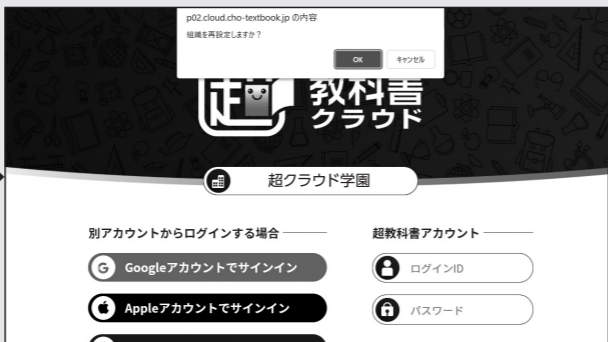 p02.cloud.cho-textbook.jp の内容
組織を再設定しますか？
OK
キャンセル
超
教科書
クラウド
超クラウド学園
別アカウントからログインする場合
Googleアカウントでサインイン
Appleアカウントでサインイン
超教科書アカウント
ログインID
パスワード